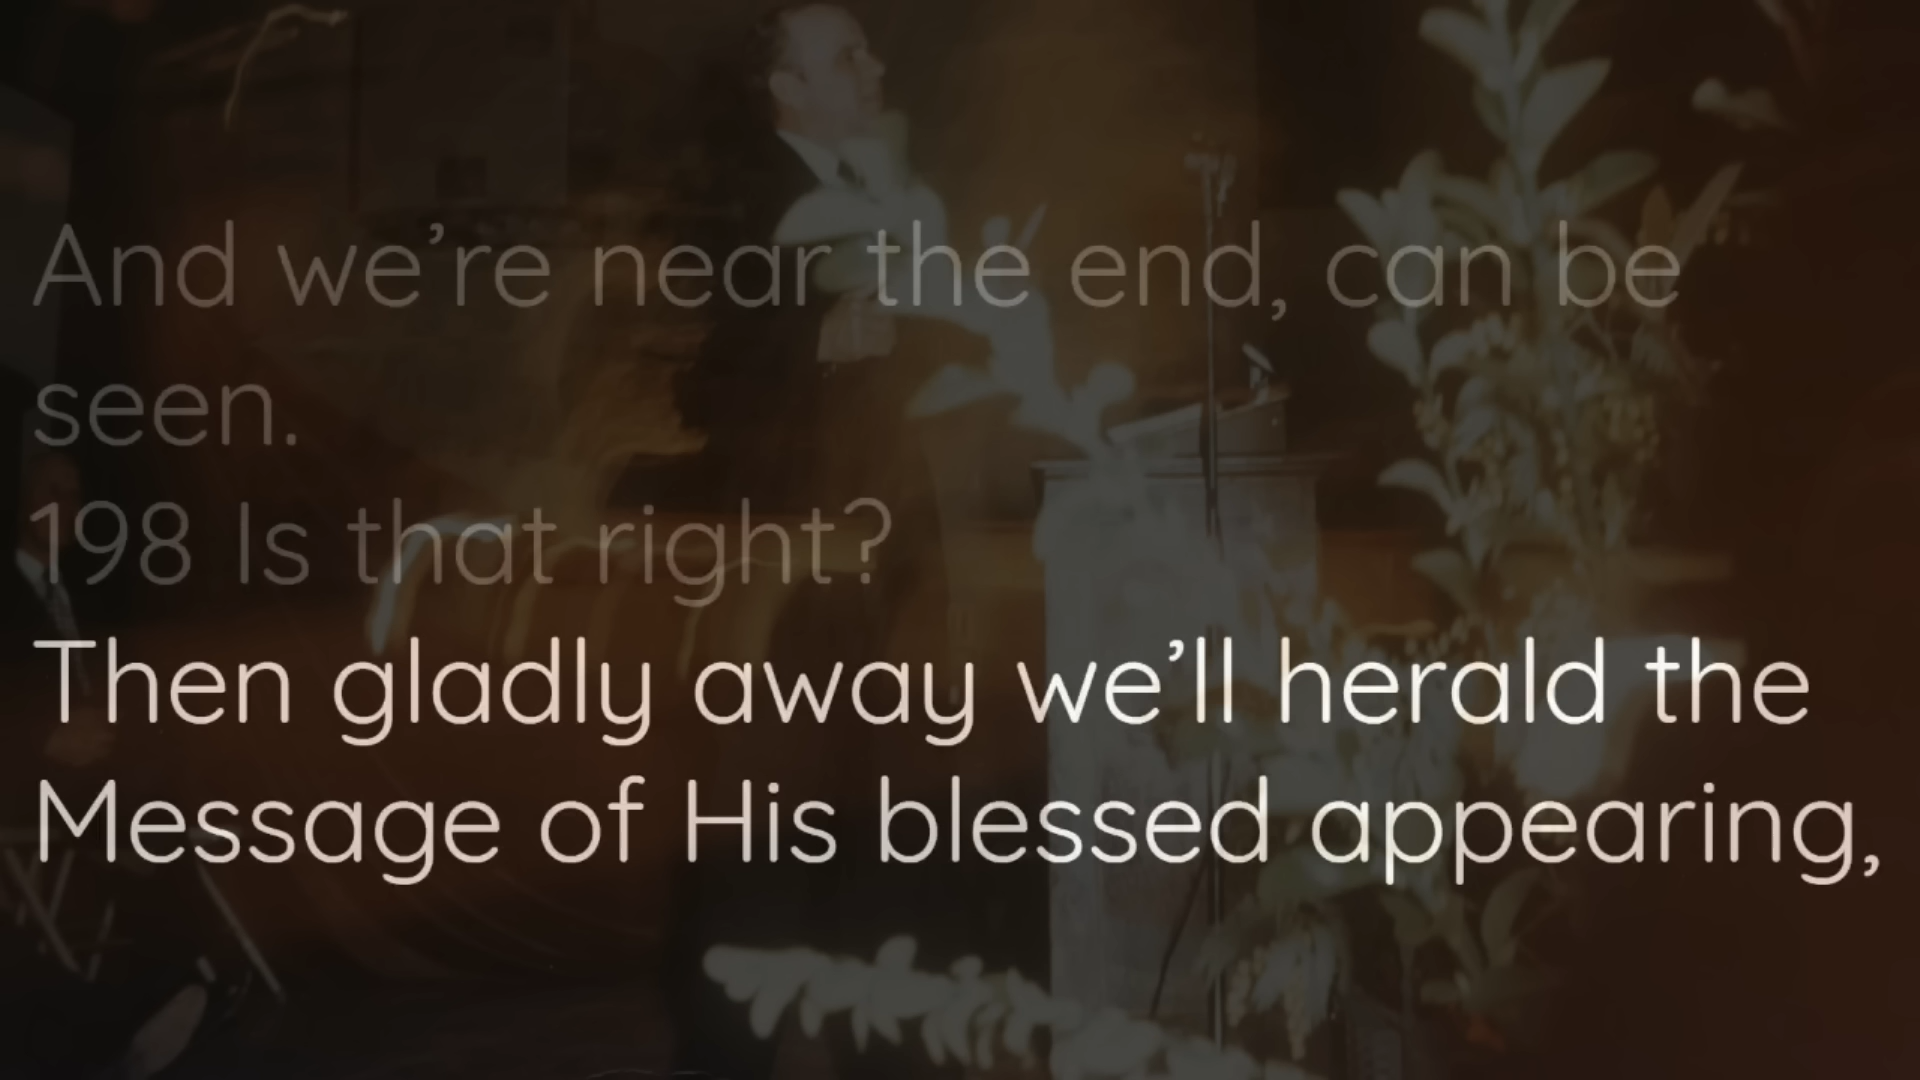 And we’re near the end, can be
seen.
198 Is that right?
Then gladly away we’ll herald the
Message of His blessed appearing,